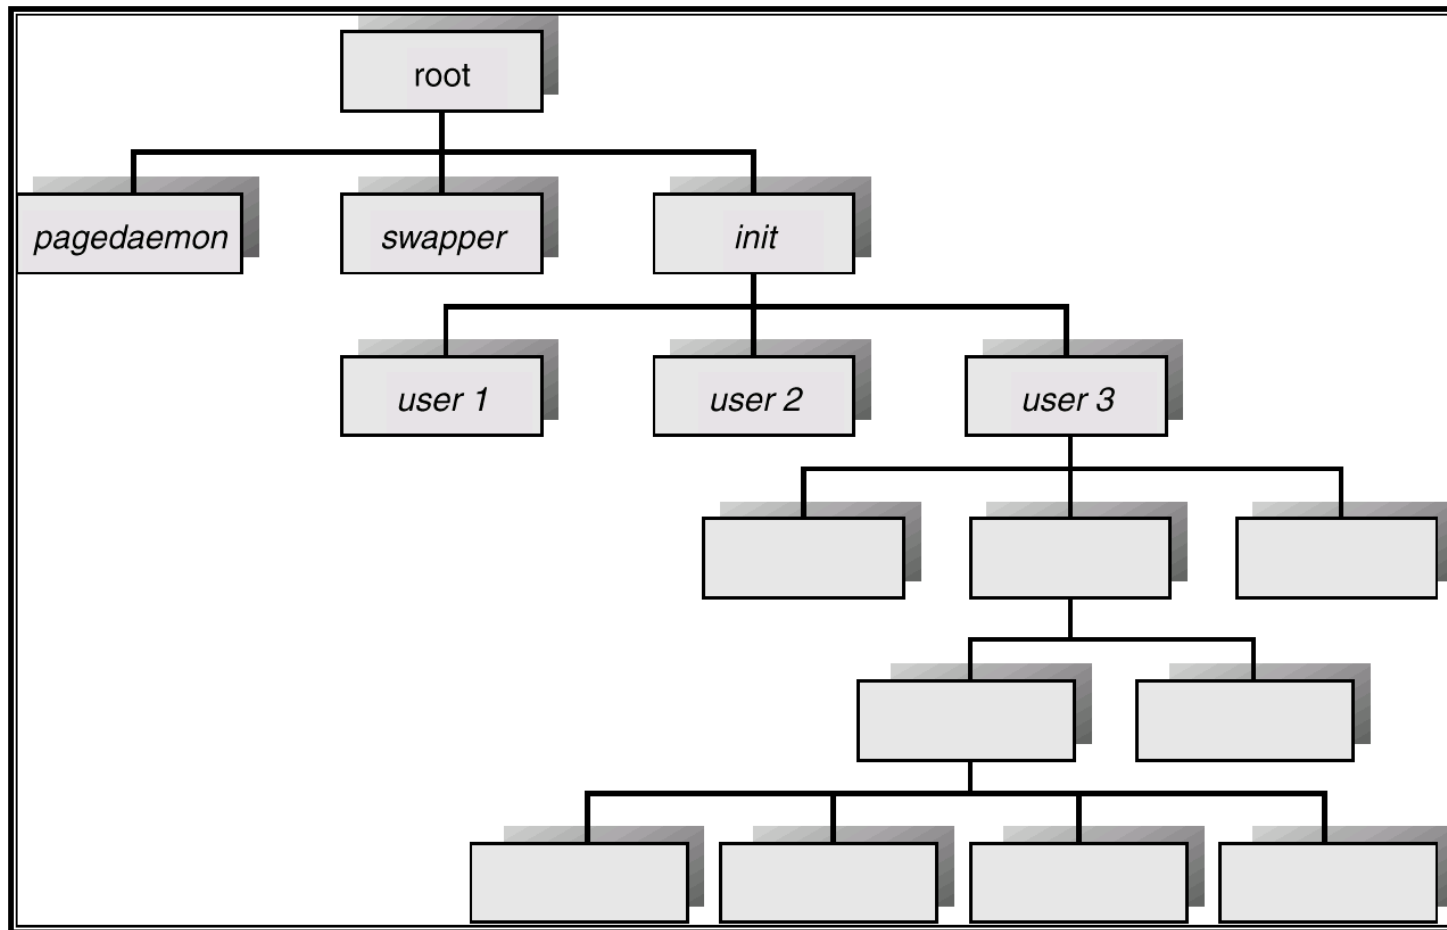 root
pagedaemon
swapper
init
user 1
user 2
user 3